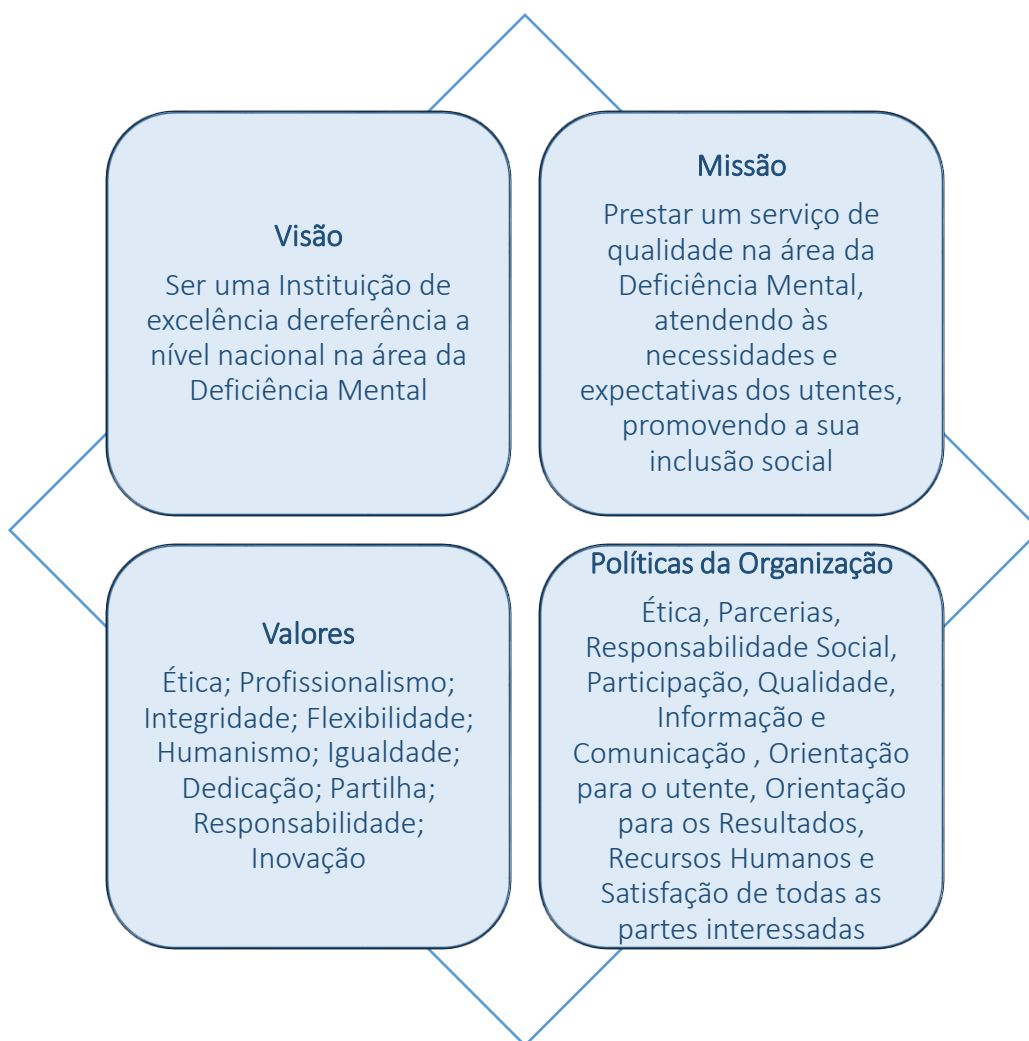 Visão
Ser uma Instituição de
excelência dereferência a
nível nacional na área da
Deficiência Mental
Missão
Prestar um serviço de
qualidade na área da
Deficiência Mental,
atendendo às
necessidades e
expectativas dos utentes,
promovendo a sua
inclusão social
Valores
Ética; Profissionalismo;
Integridade; Flexibilidade;
Humanismo; Igualdade;
Dedicação; Partilha;
Responsabilidade;
Inovação
Políticas da Organização
Ética, Parcerias,
Responsabilidade Social,
Participação, Qualidade,
Informação e
Comunicação , Orientação
para o utente, Orientação
para os Resultados,
Recursos Humanos e
Satisfação de todas as
partes interessadas